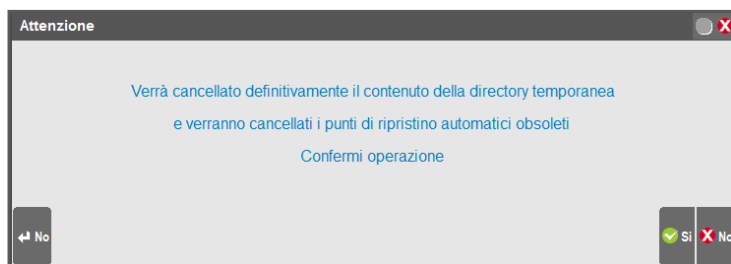 Attenzione
Verrà cancellato definitivamente il contenuto della directory temporanea
e verranno cancellati i punti di ripristino automatici obsoleti
Confermi operazione
No Si No